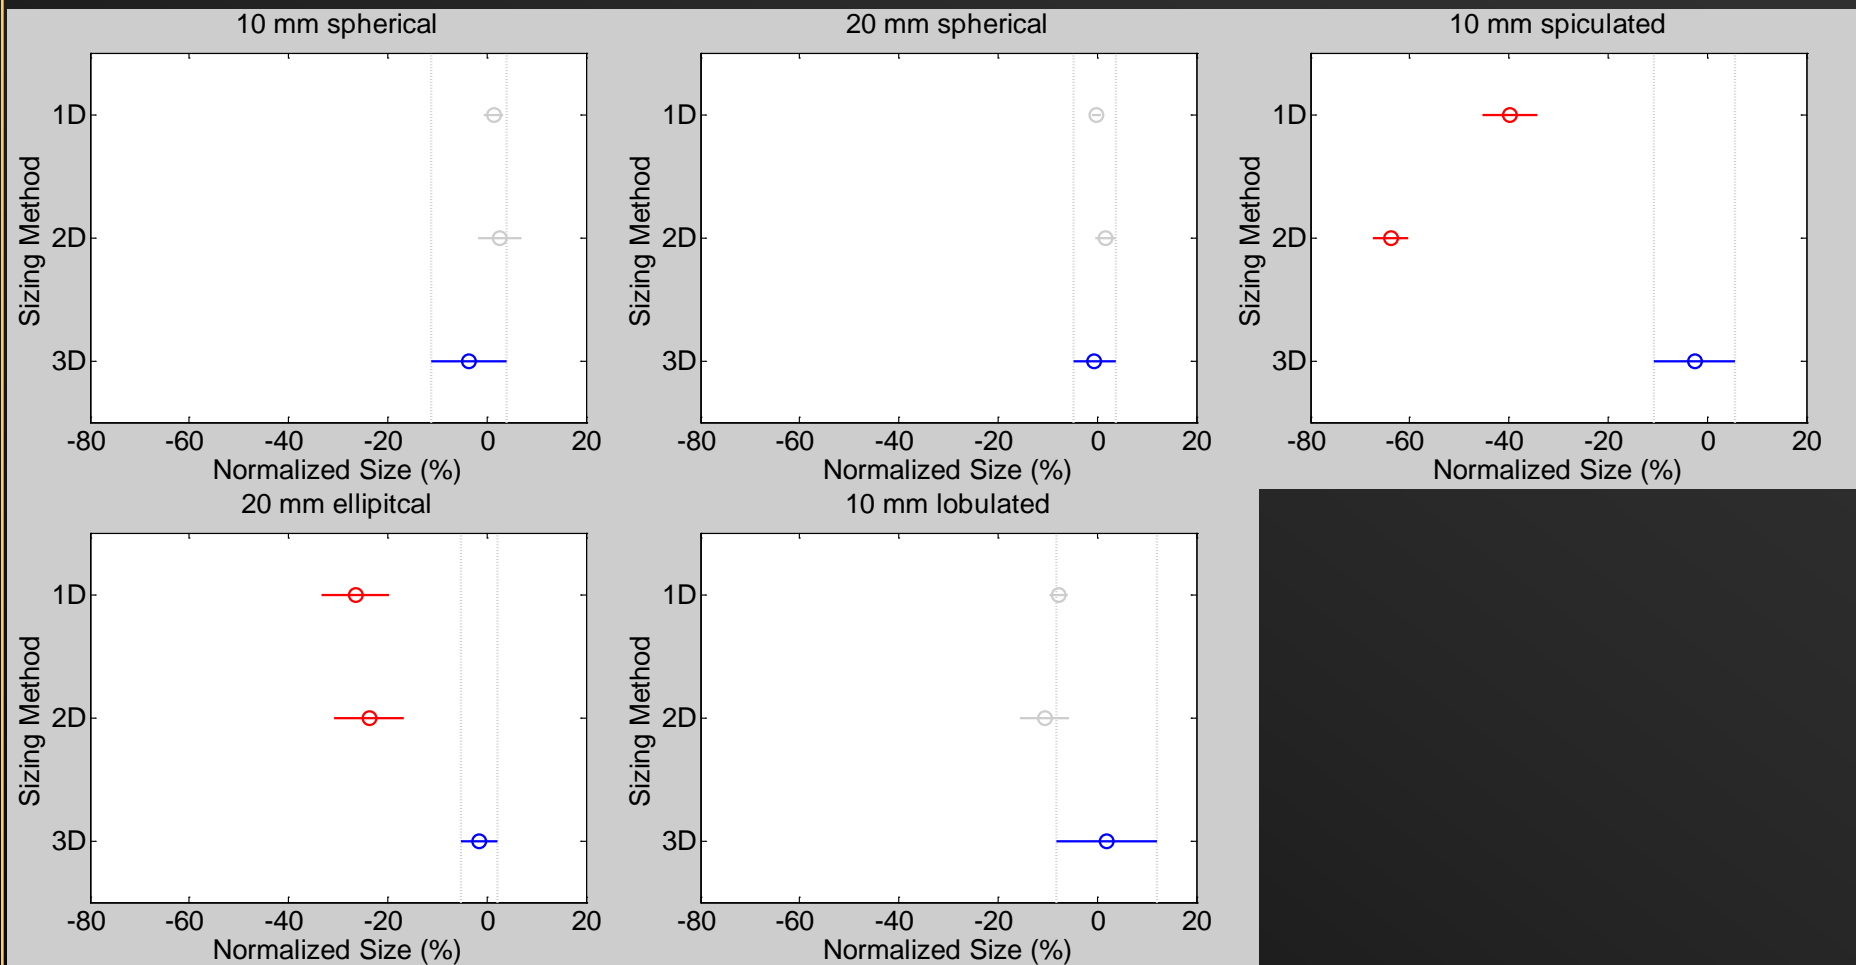 10 mm spherical
1D
2D
3D
Sizing Method
-80 -60 -40 -20 0 20
Normalized Size (%)
20 mm spherical
1D
2D
3D
Sizing Method
-80 -60 -40 -20 0 20
Normalized Size (%)
10 mm spiculated
1D
2D
3D
Sizing Method
-80 -60 -40 -20 0 20
Normalized Size (%)
20 mm ellipitcal
1D
2D
3D
Sizing Method
-80 -60 -40 -20 0 20
Normalized Size (%)
10 mm lobulated
1D
2D
3D
Sizing Method
-80 -60 -40 -20 0 20
Normalized Size (%)